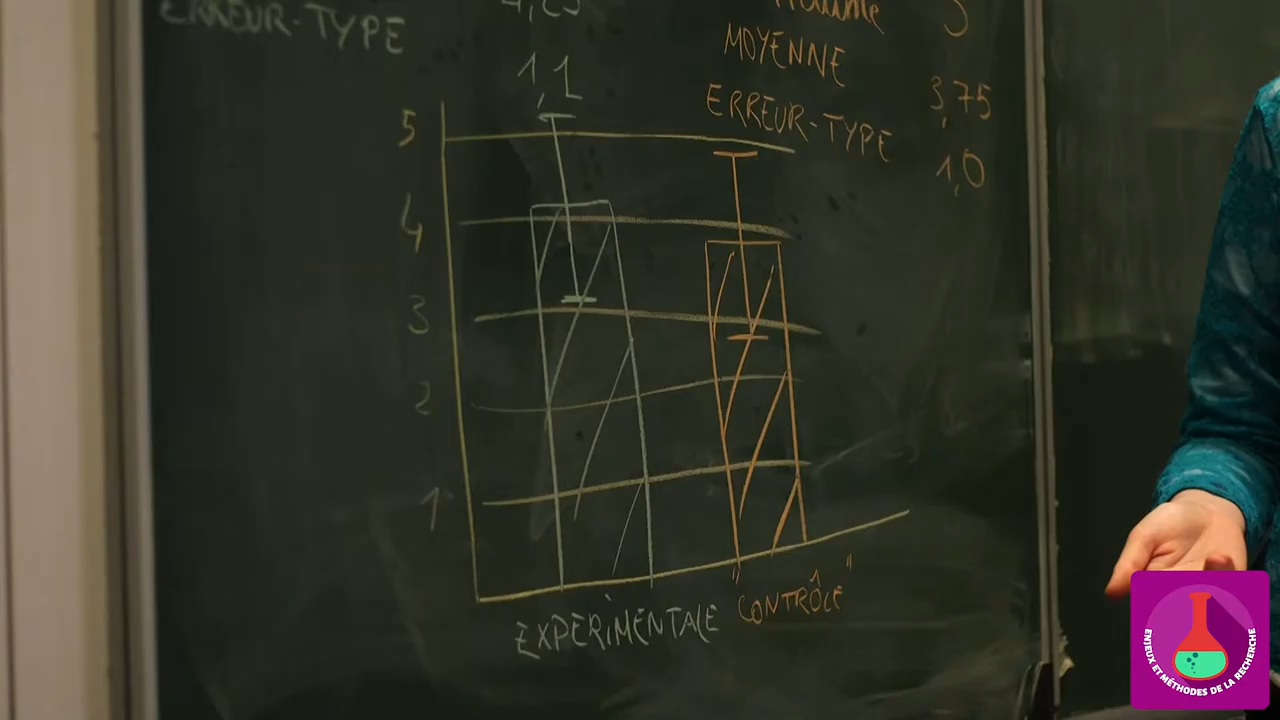 ERREUR-TYPE
1,1
MOYENNE
3,75
ERREUR-TYPE
1,0
5
4
3
2
1
EXPERIMENTALE
"CONTRÔLE"
ENJEUX ET MÉTHODES DE LA RECHERCHE